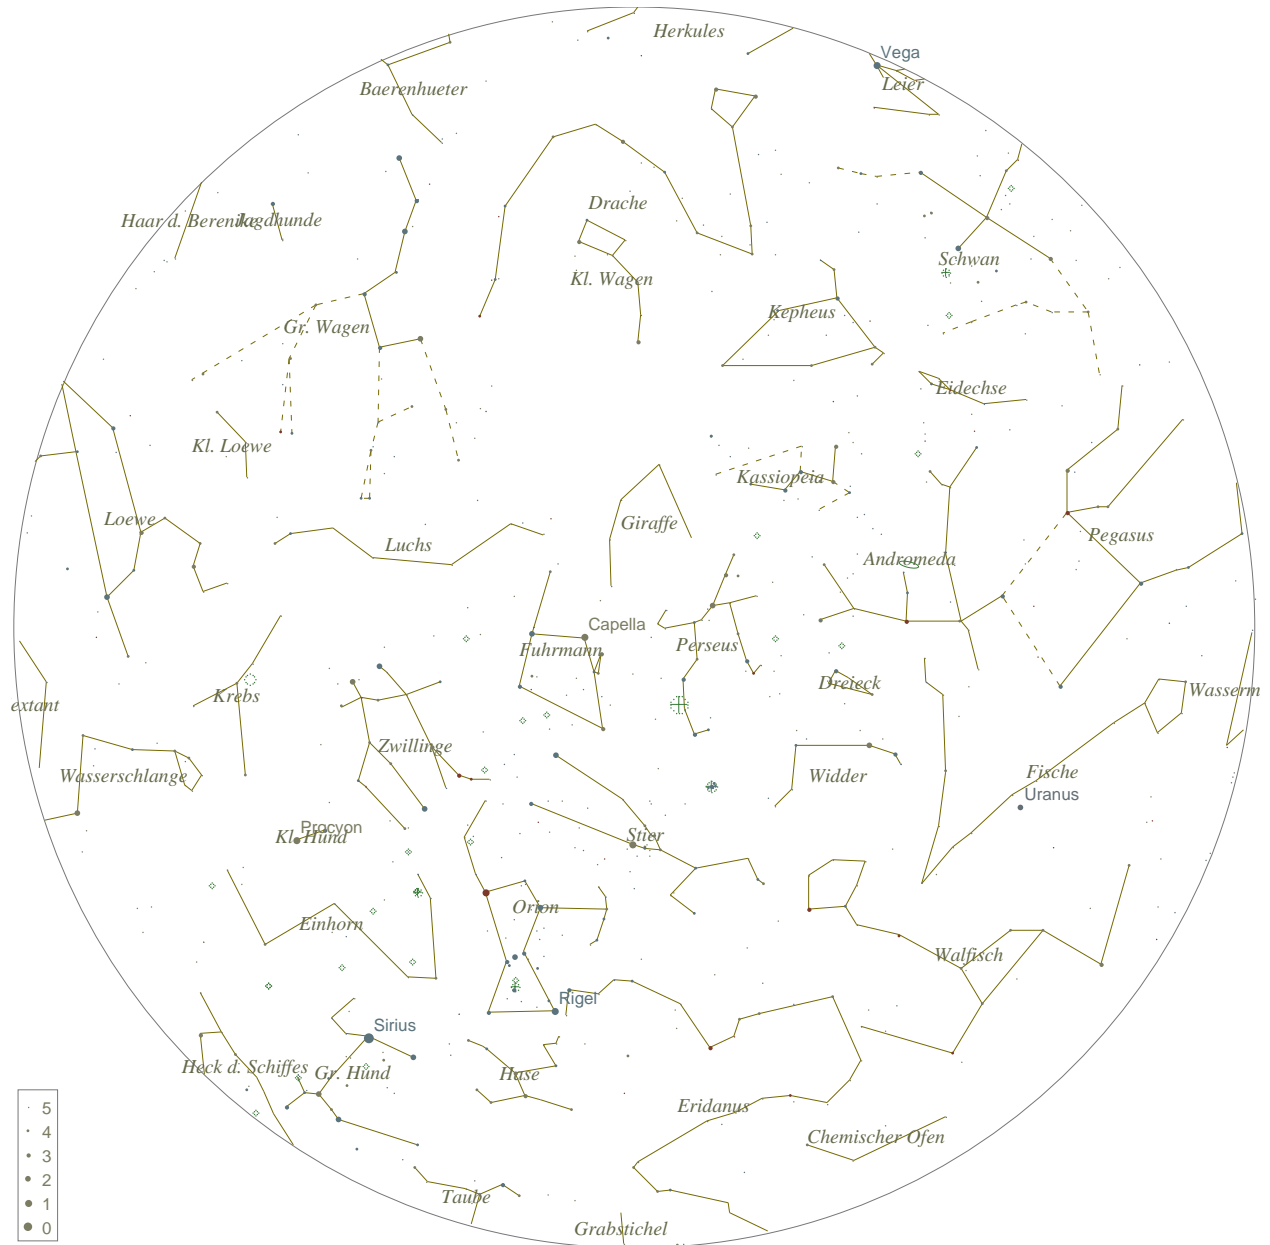 Herkules
Vega
Leier
Baerenhueter
Drache
Haar d. Berenike
Jagdhunde
Schwan
Kl. Wagen
Kepheus
Gr. Wagen
Eidechse
Kl. Loewe
Kassiopeia
Loewe
Giraffe
Pegasus
Luchs
Andromeda
Capella
Fuhrmann
Perseus
Dreieck
Krebs
Wasserm
extant
Zwillinge
Wasserschlange
Widder
Fische
Uranus
Procyon
Kl. Hund
Stier
Orion
Einhorn
Walfisch
Rigel
Sirius
Heck d. Schiffes
Gr. Hund
Hase
Eridanus
Chemischer Ofen
Taube
Grabstichel
5
4
3
2
1
0